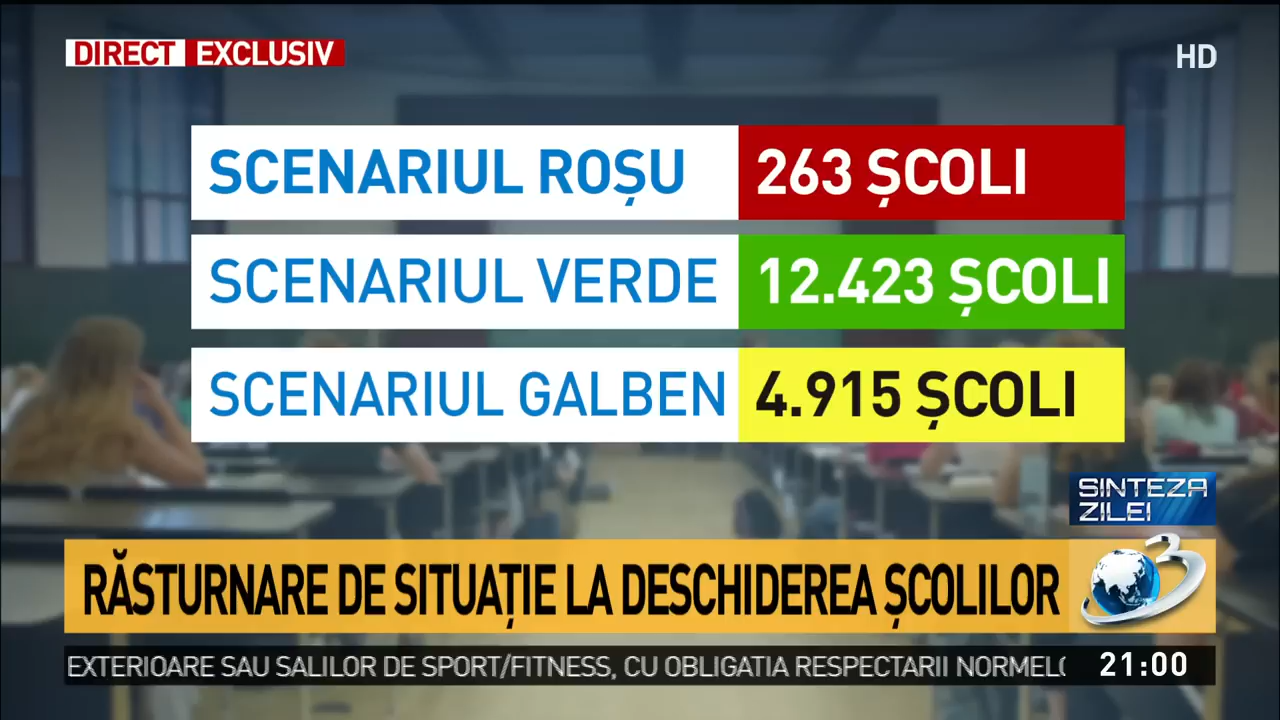 DIRECT EXCLUSIV
HD
SCENARIUL ROȘU 263 ȘCOLI
SCENARIUL VERDE 12.423 ȘCOLI
SCENARIUL GALBEN 4.915 ȘCOLI
SINTEZA
ZILEI
RĂSTURNARE DE SITUAȚIE LA DESCHIDEREA ȘCOLILOR
3
EXTERIOARE SAU SALILOR DE SPORT/FITNESS, CU OBLIGATIA RESPECTARII 21:00